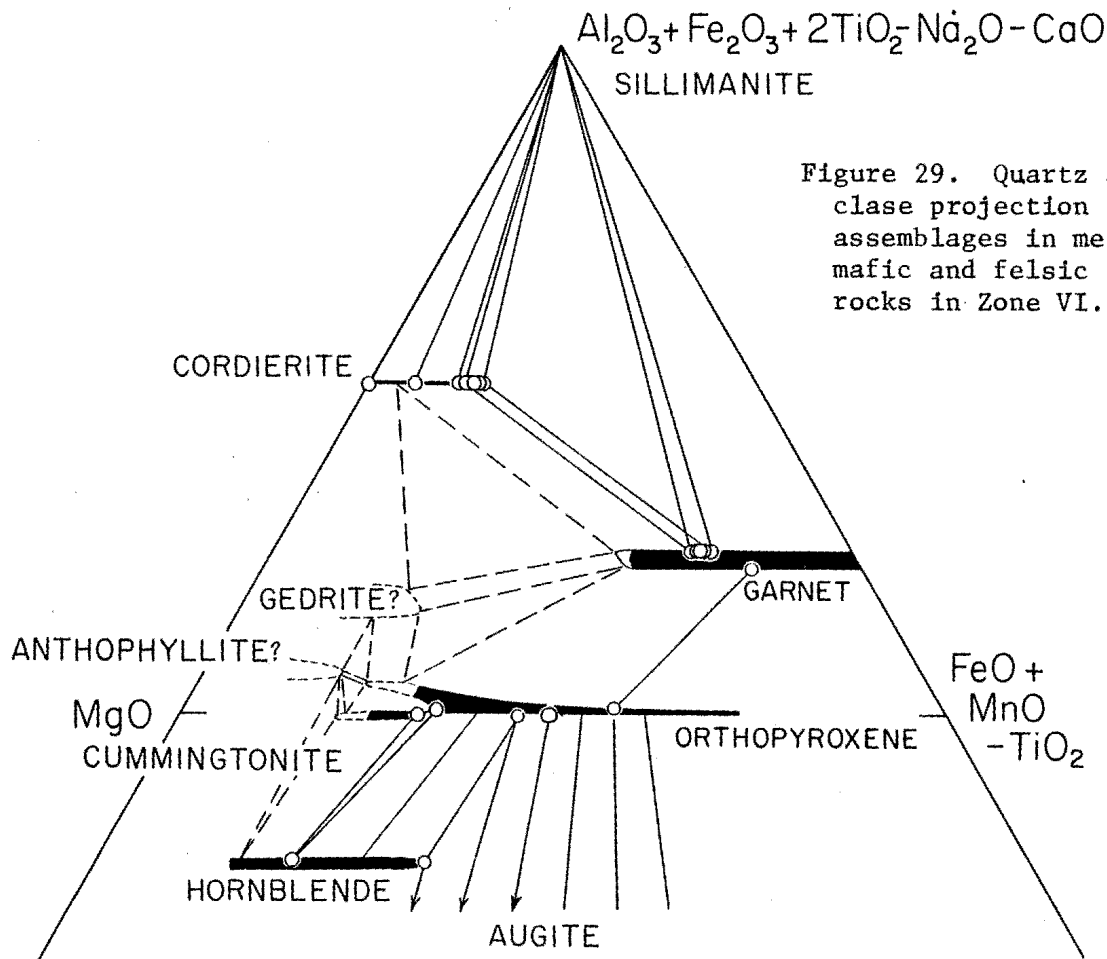 Al₂O₃ + Fe₂O₃ + 2TiO₂-Na₂O-CaO
SILLIMANITE
Figure 29. Quartz
clase projection
assemblages in me
mafic and felsic
rocks in Zone VI.
CORDIERITE
GARNET
GEDRITE?
ANTHOPHYLLITE?
MgO
FeO +
MnO
-TiO₂
ORTHOPYROXENE
CUMMINGTONITE
HORNBLENDE
AUGITE